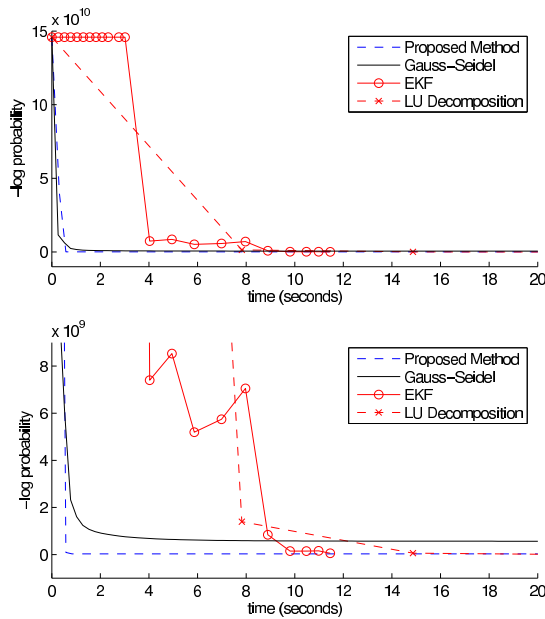 x 10^10
15
10
5
0
−log probability
0 2 4 6 8 10 12 14 16 18 20
time (seconds)
Proposed Method
Gauss−Seidel
EKF
LU Decomposition
x 10^9
8
6
4
2
0
−log probability
0 2 4 6 8 10 12 14 16 18 20
time (seconds)
Proposed Method
Gauss−Seidel
EKF
LU Decomposition